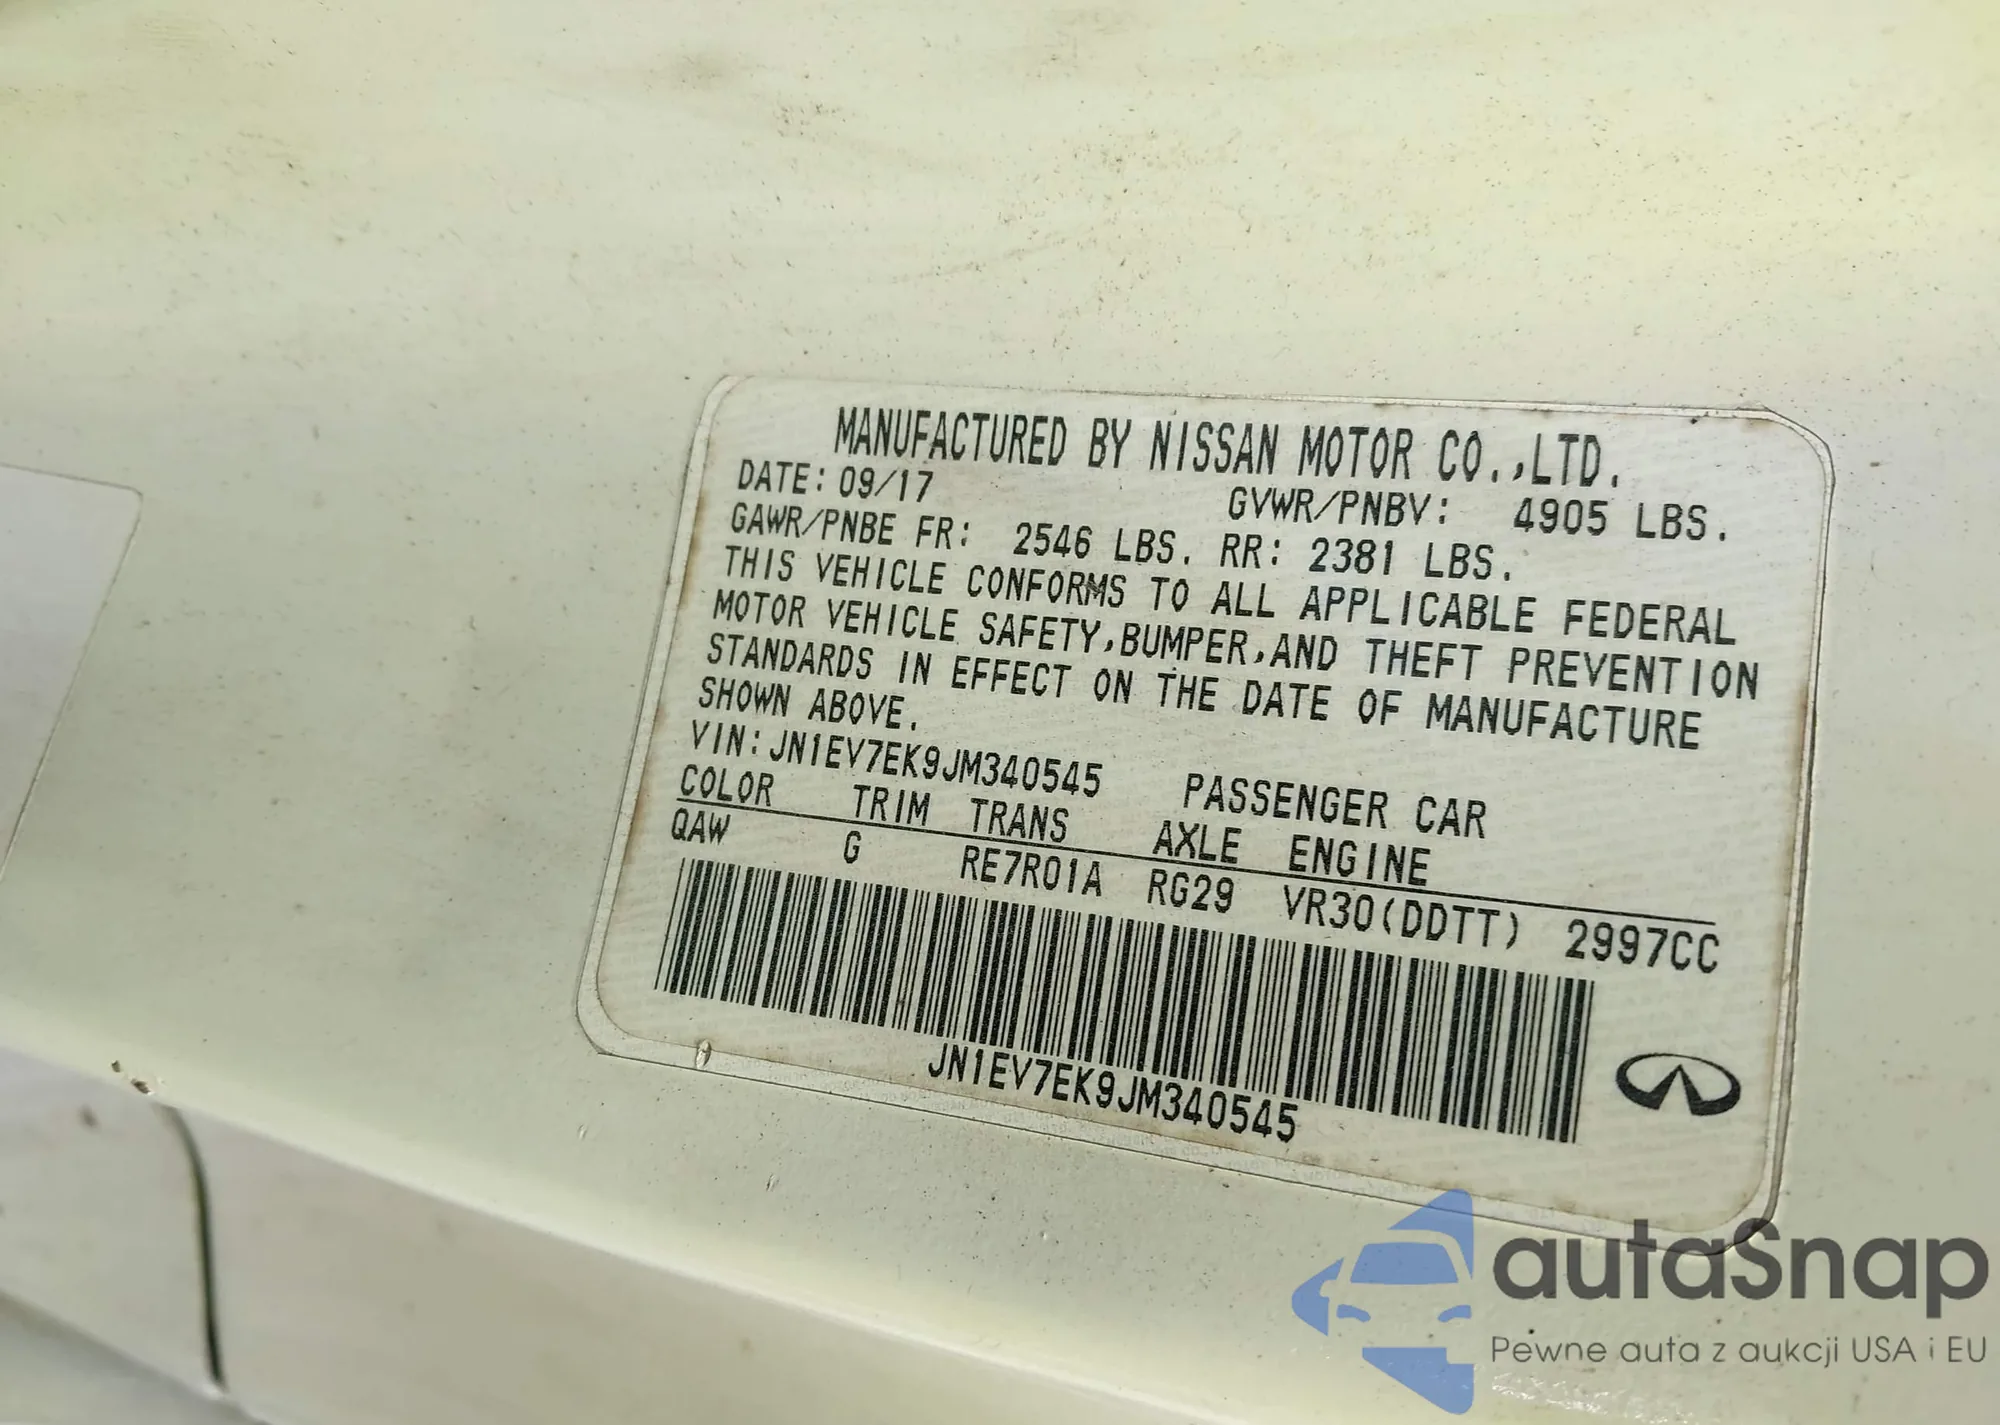 MANUFACTURED BY NISSAN MOTOR CO.,LTD.
DATE: 09/17 GVWR/PNBV: 4905 LBS.
GAWR/PNBE FR: 2546 LBS. RR: 2381 LBS.
THIS VEHICLE CONFORMS TO ALL APPLICABLE FEDERAL
MOTOR VEHICLE SAFETY,BUMPER,AND THEFT PREVENTION
STANDARDS IN EFFECT ON THE DATE OF MANUFACTURE
SHOWN ABOVE.
VIN: JN1EV7EK9JM340545 PASSENGER CAR
COLOR TRIM TRANS AXLE ENGINE
QAW G RE7R01A RG29 VR30(DDTT) 2997CC
JN1EV7EK9JM340545
autaSnap
Pewne auta z aukcji USA i EU